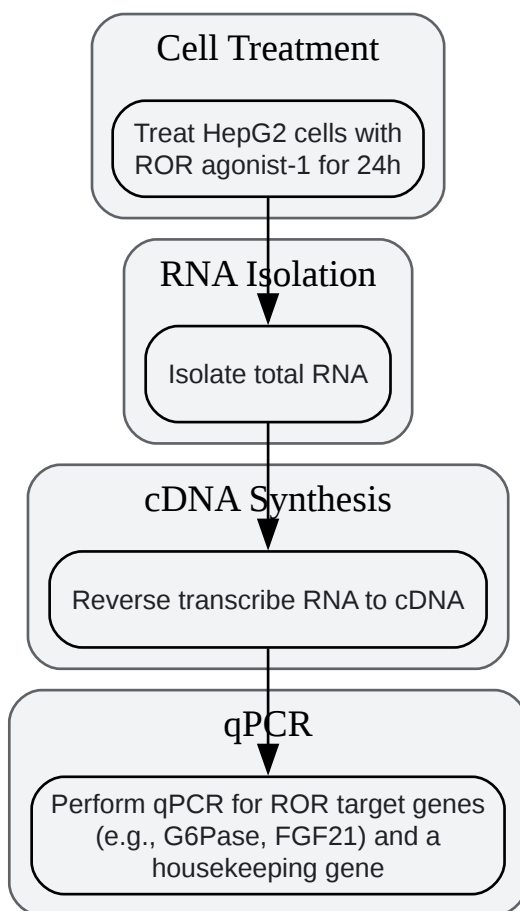 Cell Treatment
Treat HepG2 cells with
ROR agonist-1 for 24h
RNA Isolation
Isolate total RNA
cDNA Synthesis
Reverse transcribe RNA to cDNA
qPCR
Perform qPCR for ROR target genes
(e.g., G6Pase, FGF21) and a
housekeeping gene